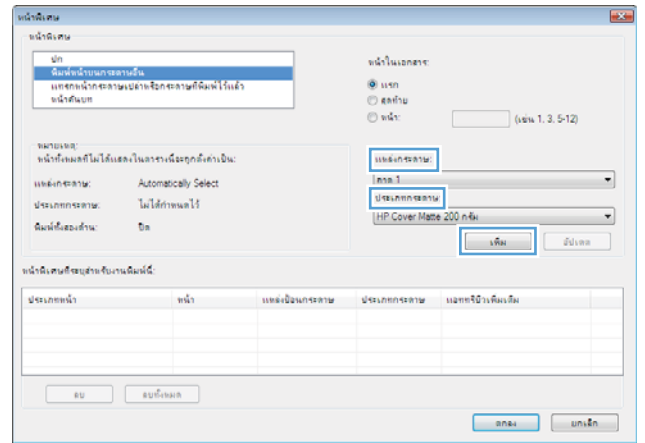 หน้าพิเศษ
หน้าพิเศษ
ปก
พิมพ์หน้าบนกระดาษอื่น
แทรกหน้ากระดาษเปล่าหรือกระดาษที่พิมพ์ไว้แล้ว
หน้าคั่นบท
หน้าในเอกสาร:
แรก
สุดท้าย
หน้า: (เช่น 1, 3, 5-12)
หมายเหตุ:
หน้าทั้งหมดที่ไม่ได้แสดงในตารางนี้จะถูกตั้งค่าเป็น:
แหล่งกระดาษ: Automatically Select
ประเภทกระดาษ: ไม่ได้กำหนดไว้
พิมพ์ทั้งสองด้าน: ปิด
แหล่งกระดาษ:
ถาด 1
ประเภทกระดาษ:
HP Cover Matte 200 กรัม
เพิ่ม อัปเดต
หน้าพิเศษที่ระบุสำหรับงานพิมพ์นี้:
ประเภทหน้า หน้า แหล่งป้อนกระดาษ ประเภทกระดาษ แอททริบิวเพิ่มเติม
ลบ ลบทั้งหมด
ตกลง ยกเลิก